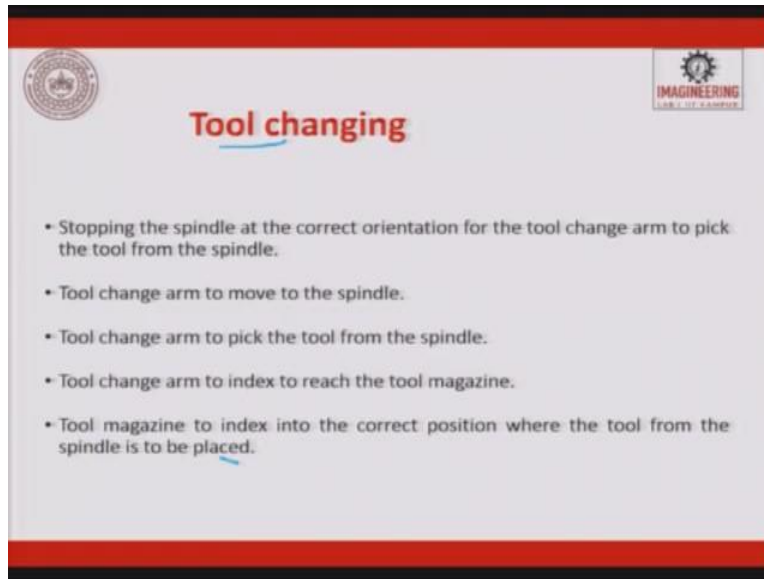 IMAGINEERING
LAB | IIT KANPUR
Tool changing
• Stopping the spindle at the correct orientation for the tool change arm to pick
the tool from the spindle.
• Tool change arm to move to the spindle.
• Tool change arm to pick the tool from the spindle.
• Tool change arm to index to reach the tool magazine.
• Tool magazine to index into the correct position where the tool from the
spindle is to be placed.